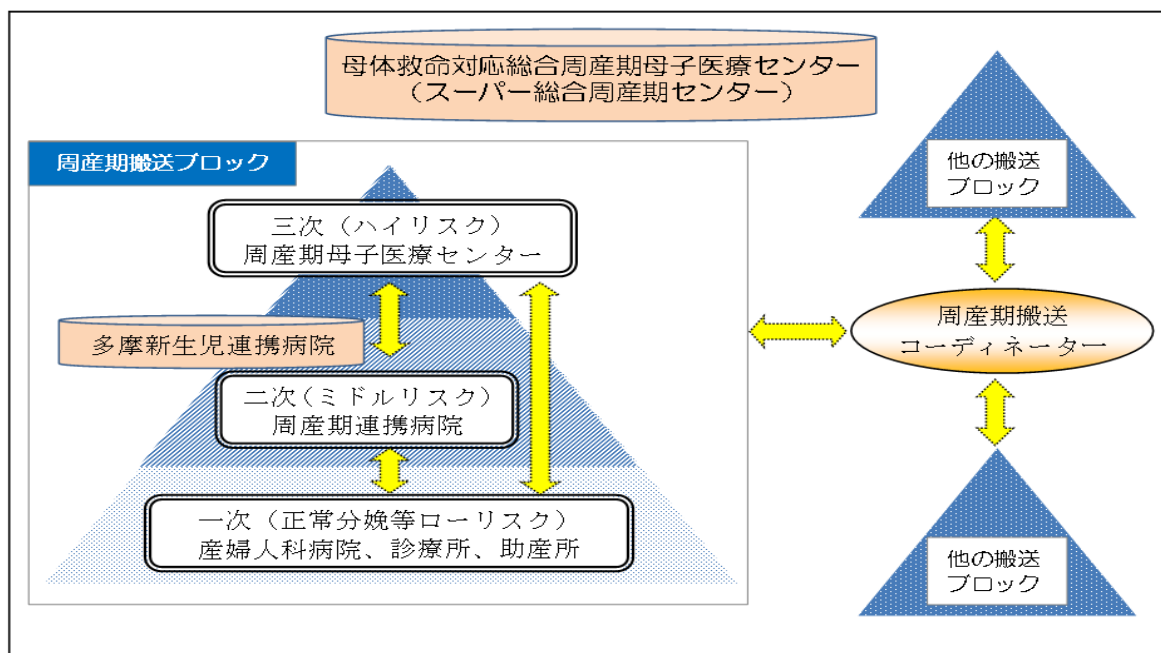 母体救命対応総合周産期母子医療センター
（スーパー総合周産期センター）
周産期搬送ブロック
三次（ハイリスク）
周産期母子医療センター
多摩新生児連携病院
二次（ミドルリスク）
周産期連携病院
一次（正常分娩等ローリスク）
産婦人科病院、診療所、助産所
他の搬送
ブロック
周産期搬送
コーディネーター
他の搬送
ブロック